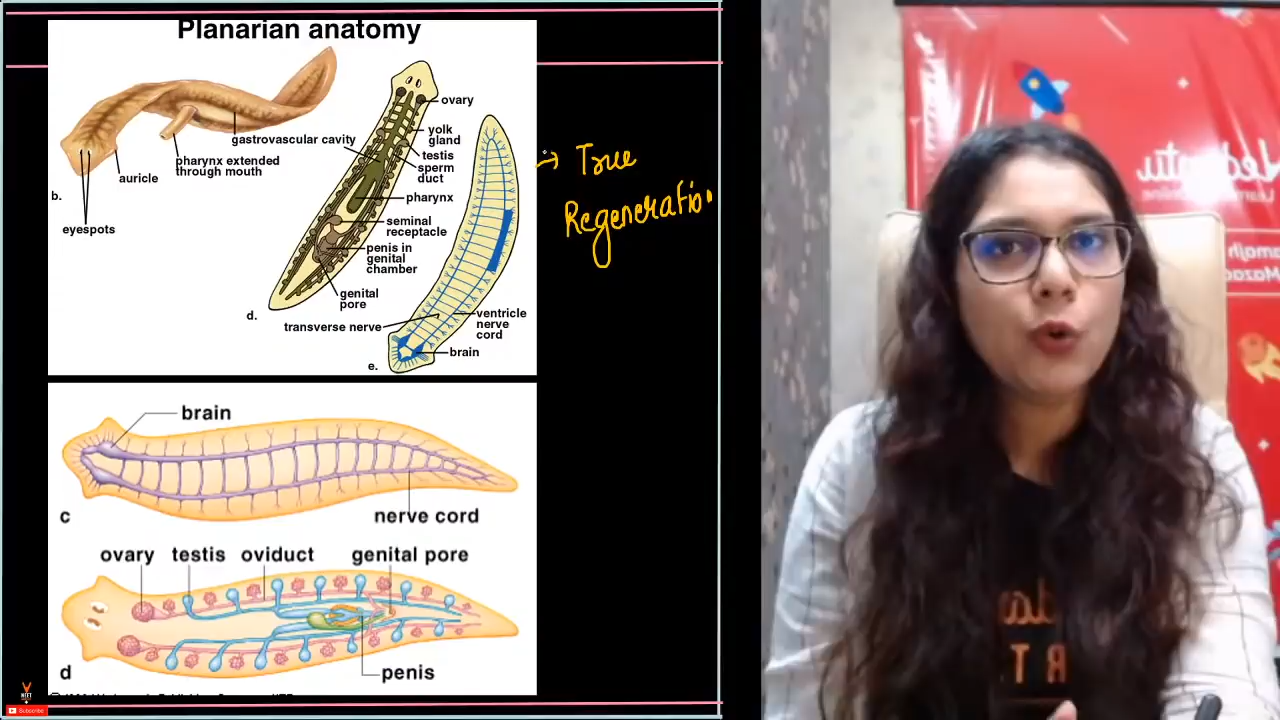 Planarian anatomy
ovary
yolk
gland
testis
sperm
duct
gastrovascular cavity
pharynx extended
through mouth
auricle
b.
eyespots
pharynx
seminal
receptacle
penis in
genital
chamber
genital
pore
d.
transverse nerve
ventricle
nerve
cord
brain
e.
→ True
Regeneration
brain
c
nerve cord
ovary testis oviduct genital pore
d
penis
Subscribe